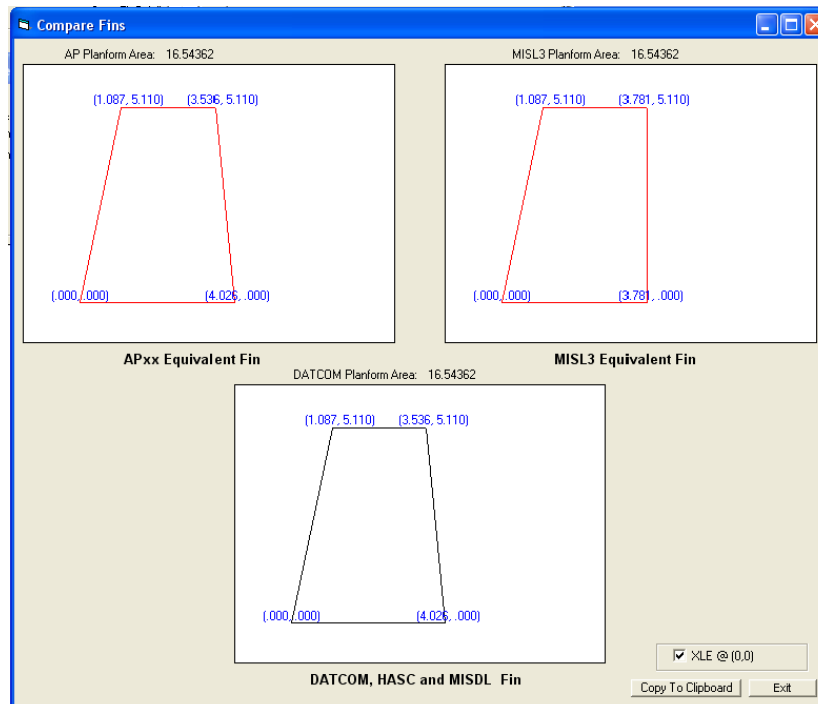 Compare Fins
AP Planform Area: 16.54362
(1.087, 5.110) (3.536, 5.110)
(.000, .000) (4.026, .000)
APxx Equivalent Fin
MISL3 Planform Area: 16.54362
(1.087, 5.110) (3.781, 5.110)
(.000, .000) (3.781, .000)
MISL3 Equivalent Fin
DATCOM Planform Area: 16.54362
(1.087, 5.110) (3.536, 5.110)
(.000, .000) (4.026, .000)
DATCOM, HASC and MISDL Fin
XLE @ (0,0)
Copy To Clipboard Exit